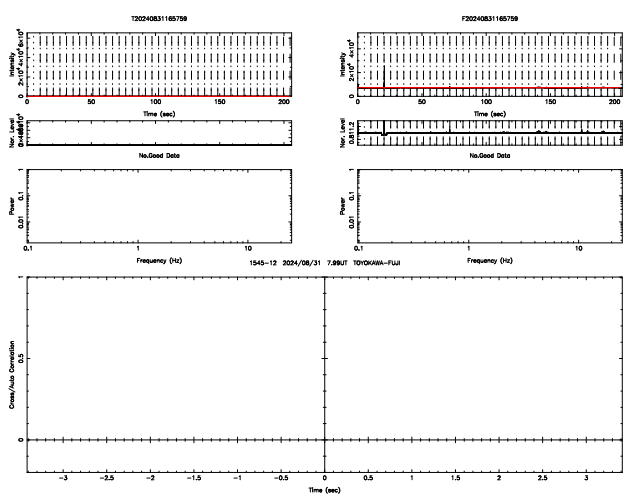 T20240831165759
F20240831165759
Intensity
0 2×10⁴ 4×10⁴ 6×10⁴
0 50 100 150 200
Time (sec)
Intensity
0 2×10⁴ 4×10⁴
0 50 100 150 200
Time (sec)
Nor. Level
No.Good Data
Nor. Level
0.8 1 1.2
No.Good Data
Power
1
0.1
0.01
0.1 1 10
Frequency (Hz)
Power
1
0.1
0.01
0.1 1 10
Frequency (Hz)
1545-12 2024/08/31 7.99UT TOYOKAWA-FUJI
Cross/Auto Correlation
1
0.5
0
−3 −2.5 −2 −1.5 −1 −0.5 0 0.5 1 1.5 2 2.5 3
Time (sec)